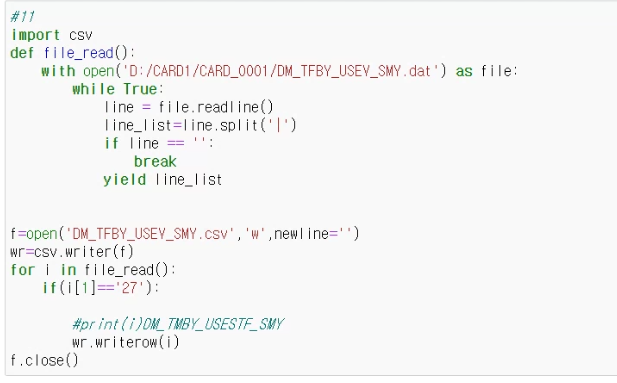 #11
import csv
def file_read():
    with open('D:/CARD1/CARD_0001/DM_TFBY_USEV_SMY.dat') as file:
        while True:
            line = file.readline()
            line_list=line.split('|')
            if line == '':
                break
            yield line_list
f=open('DM_TFBY_USEV_SMY.csv','w',newline='')
wr=csv.writer(f)
for i in file_read():
    if(i[1]=='27'):
        #print(i)DM_TMBY_USESTF_SMY
        wr.writerow(i)
f.close()